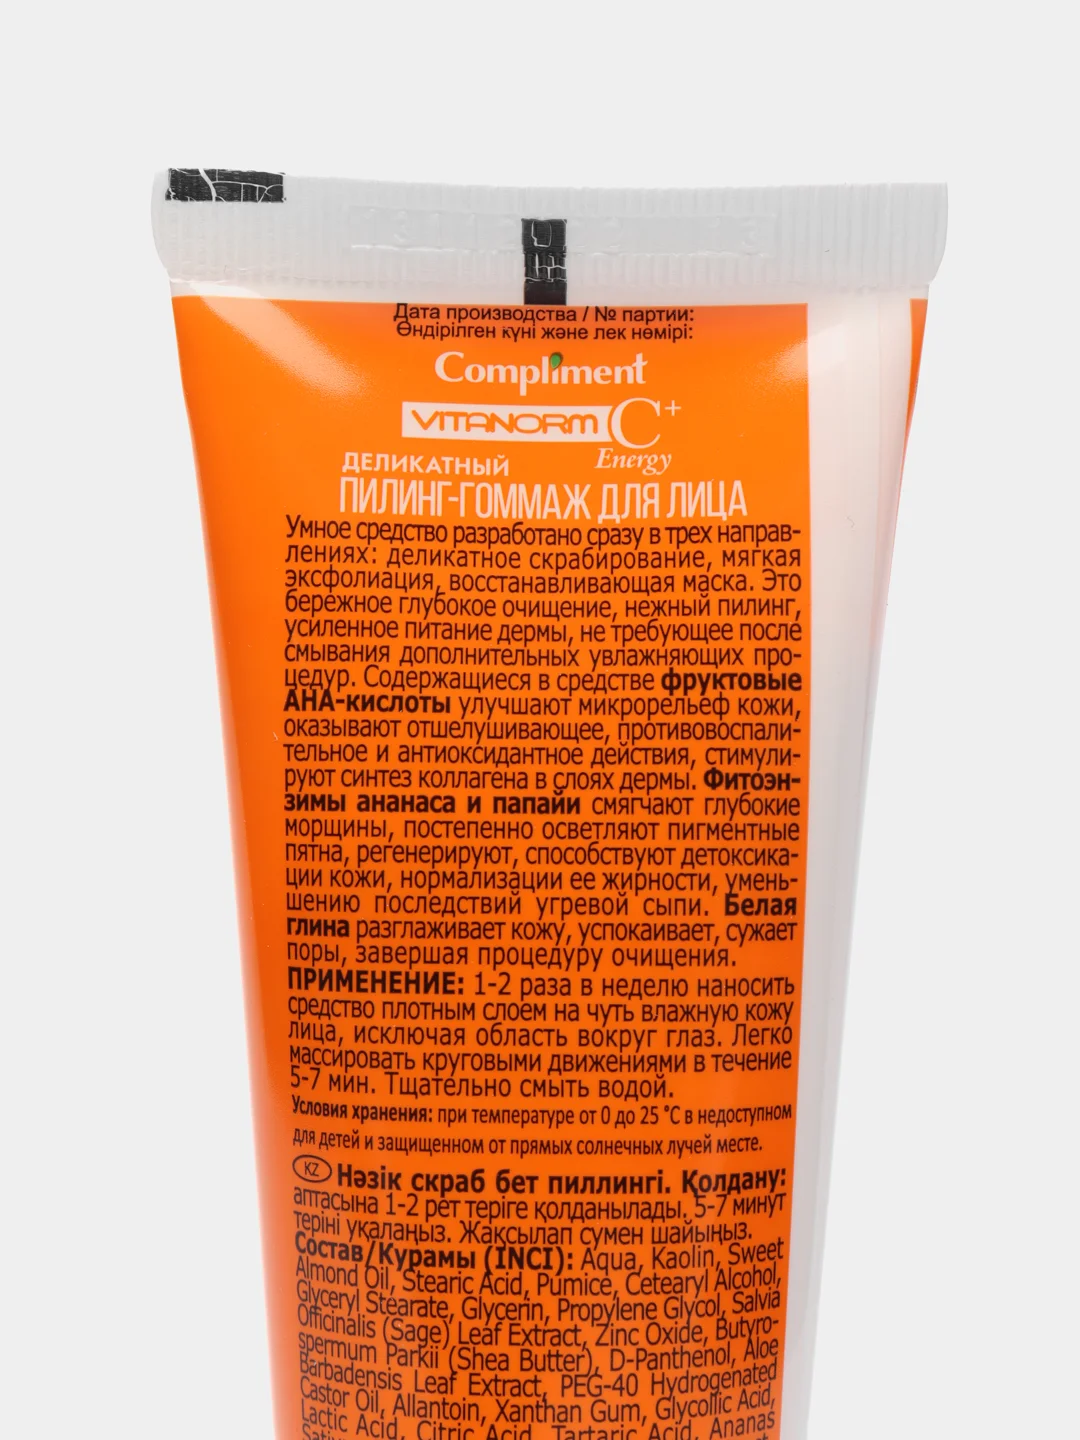 Дата производства / № партии:
Өндірілген күні және лек нөмірі:
Compliment
VITANORM C+
Energy
ДЕЛИКАТНЫЙ
ПИЛИНГ-ГОММАЖ ДЛЯ ЛИЦА
Умное средство разработано сразу в трех направ-
лениях: деликатное скрабирование, мягкая
эксфолиация, восстанавливающая маска. Это
бережное глубокое очищение, нежный пилинг,
усиленное питание дермы, не требующее после
смывания дополнительных увлажняющих про-
цедур. Содержащиеся в средстве фруктовые
АНА-кислоты улучшают микрорельеф кожи,
оказывают отшелушивающее, противовоспали-
тельное и антиоксидантное действия, стимули-
руют синтез коллагена в слоях дермы. Фитоэн-
зимы ананаса и папайи смягчают глубокие
морщины, постепенно осветляют пигментные
пятна, регенерируют, способствуют детоксика-
ции кожи, нормализации ее жирности, умень-
шению последствий угревой сыпи. Белая
глина разглаживает кожу, успокаивает, сужает
поры, завершая процедуру очищения.
ПРИМЕНЕНИЕ: 1-2 раза в неделю наносить
средство плотным слоем на чуть влажную кожу
лица, исключая область вокруг глаз. Легко
массировать круговыми движениями в течение
5-7 мин. Тщательно смыть водой.
Условия хранения: при температуре от 0 до 25 °С в недоступном
для детей и защищенном от прямых солнечных лучей месте.
KZ Нәзік скраб бет пиллингі. Қолдану:
аптасына 1-2 рет теріге қолданылады. 5-7 минут
теріні уқалаңыз. Жақсылап сумен шайыңыз.
Состав/Курамы (INCI): Aqua, Kaolin, Sweet
Almond Oil, Stearic Acid, Pumice, Cetearyl Alcohol,
Glyceryl Stearate, Glycerin, Propylene Glycol, Salvia
Officinalis (Sage) Leaf Extract, Zinc Oxide, Butyro-
spermum Parkii (Shea Butter), D-Panthenol, Aloe
Barbadensis Leaf Extract, PEG-40 Hydrogenated
Castor Oil, Allantoin, Xanthan Gum, Glycolic Acid,
Lactic Acid, Citric Acid, Tartaric Acid, Ananas